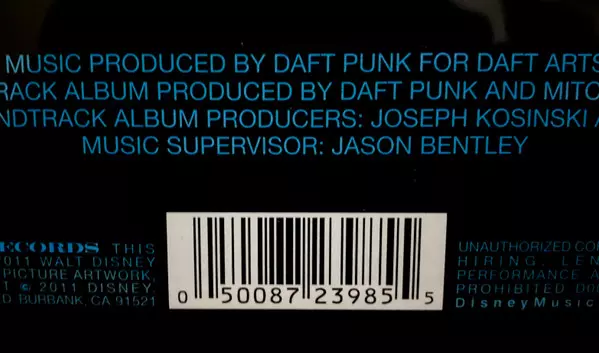 MUSIC PRODUCED BY DAFT PUNK FOR DAFT ARTS
RACK ALBUM PRODUCED BY DAFT PUNK AND MITC
NDTRACK ALBUM PRODUCERS: JOSEPH KOSINSKI
MUSIC SUPERVISOR: JASON BENTLEY
ECORDS THIS
2011 WALT DISNEY
PICTURE ARTWORK,
© 2011 DISNEY,
D. BURBANK, CA 91521
0 50087 23985 5
UNAUTHORIZED CO
HIRING, LEN
PERFORMANCE A
PROHIBITED DO
DisneyMusic